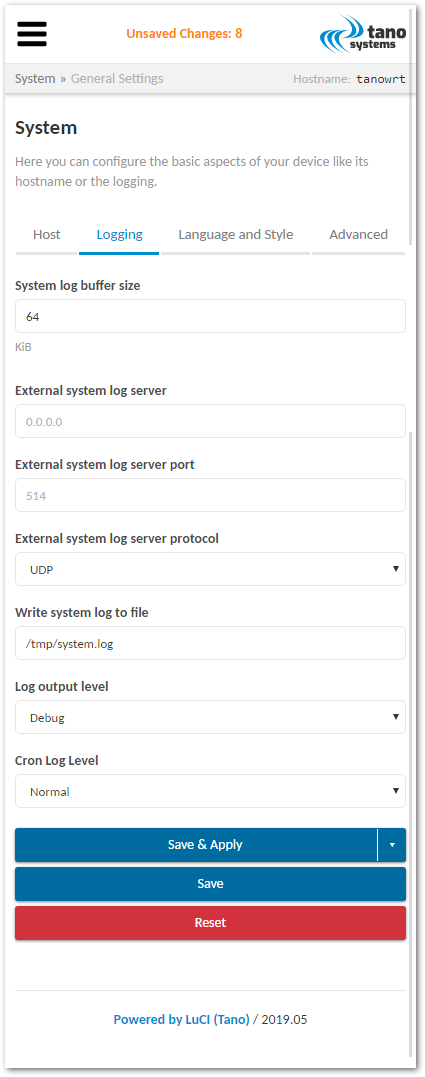 Unsaved Changes: 8
tano
systems
System » General Settings
Hostname: tanowrt
System
Here you can configure the basic aspects of your device like its
hostname or the logging.
Host Logging Language and Style Advanced
System log buffer size
64
KiB
External system log server
0.0.0.0
External system log server port
514
External system log server protocol
UDP
Write system log to file
/tmp/system.log
Log output level
Debug
Cron Log Level
Normal
Save & Apply
Save
Reset
Powered by LuCI (Tano) / 2019.05